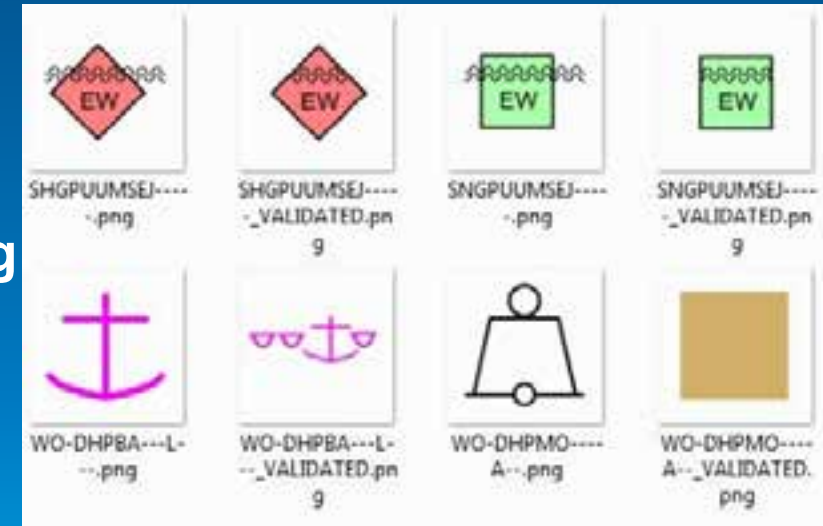 EW
EW
EW
EW
SHGPUUMSEJ----
-.png
SHGPUUMSEJ----
-_VALIDATED.pn
g
SNGPUUMSEJ----
-.png
SNGPUUMSEJ----
-_VALIDATED.pn
g
g
WO-DHPBA---L-
--.png
WO-DHPBA---L-
--_VALIDATED.pn
g
WO-DHPMO----
A--.png
WO-DHPMO----
A--_VALIDATED.
png